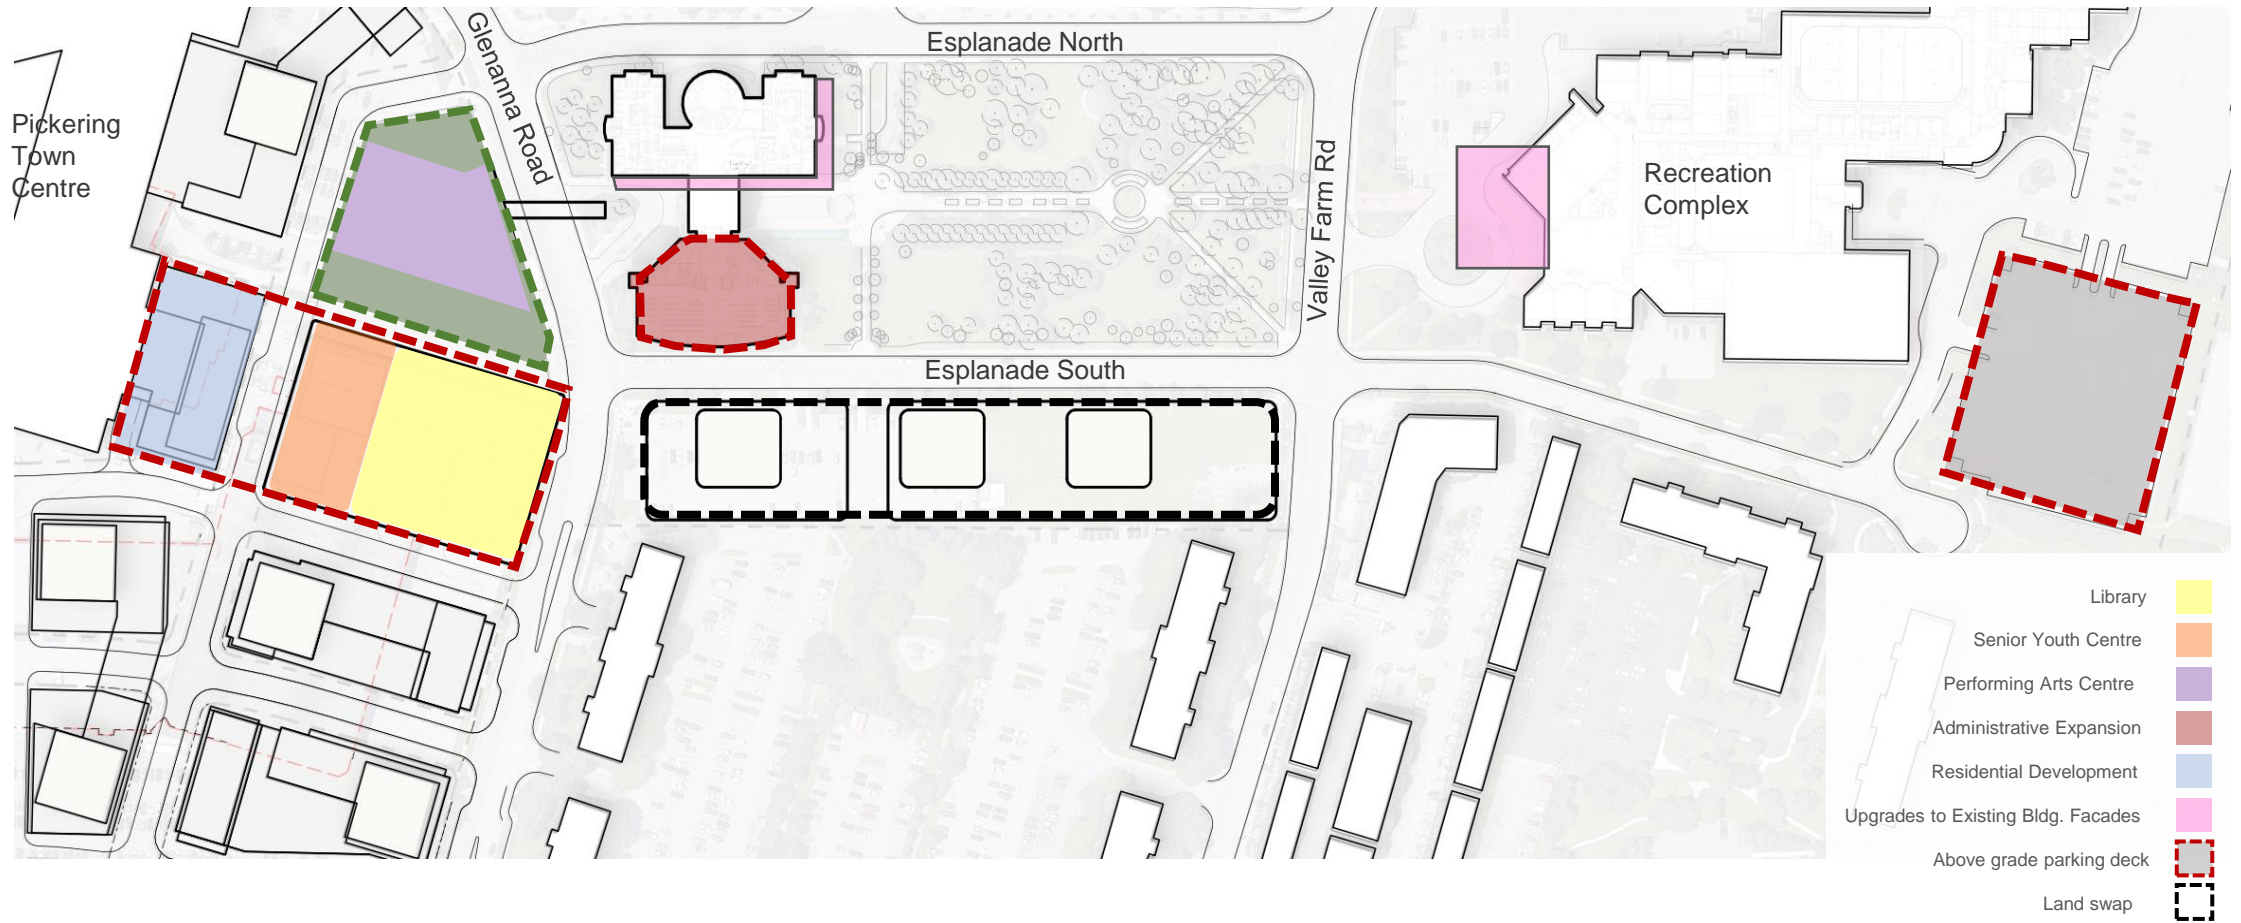 Esplanade North
Glenanna Road
Pickering
Town
Centre
Valley Farm Rd
Recreation
Complex
Esplanade South
Library
Senior Youth Centre
Performing Arts Centre
Administrative Expansion
Residential Development
Upgrades to Existing Bldg. Facades
Above grade parking deck
Land swap